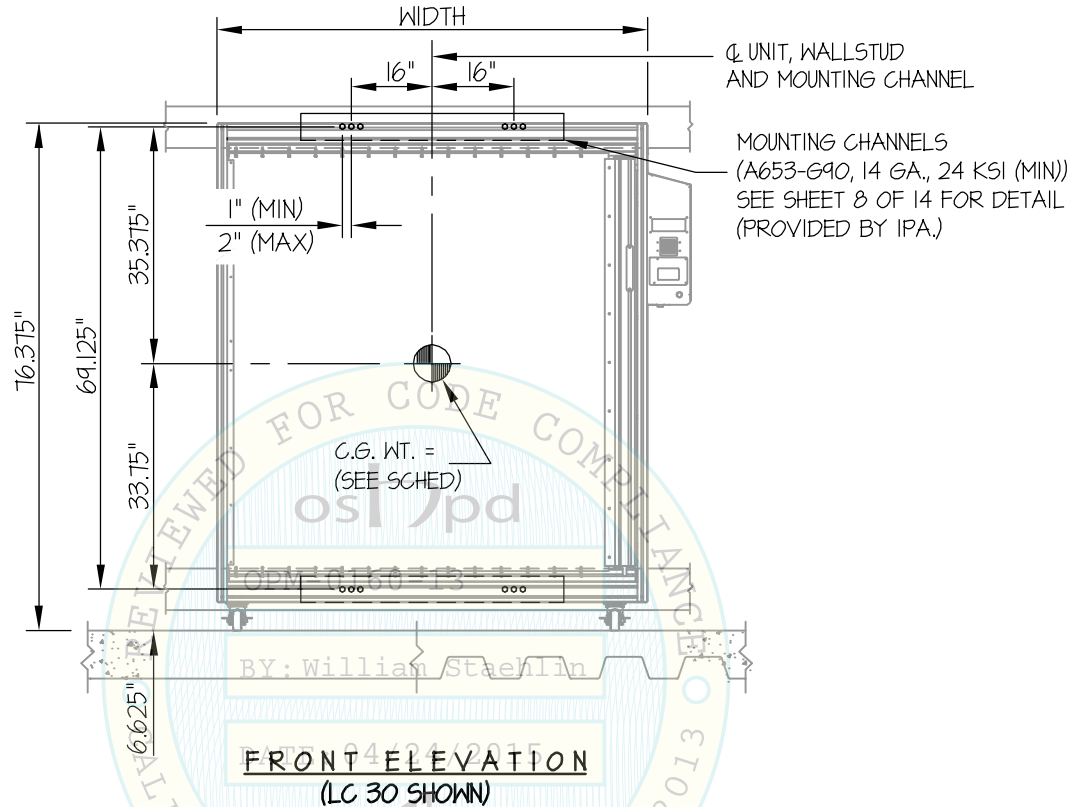 WIDTH
16" 16"
℄ UNIT, WALLSTUD
AND MOUNTING CHANNEL
MOUNTING CHANNELS
(A653-G90, 14 GA., 24 KSI (MIN))
SEE SHEET 8 OF 14 FOR DETAIL
(PROVIDED BY IPA.)
1" (MIN)
2" (MAX)
35.375"
76.375"
69.125"
33.75"
C.G. WT. =
(SEE SCHED)
REVIEWED FOR CODE COMPLIANCE
oshpd
OPM-0160-13
BY: William Staehlin
6.625"
DATE: 04/24/2015
2013
FRONT ELEVATION
(LC 30 SHOWN)